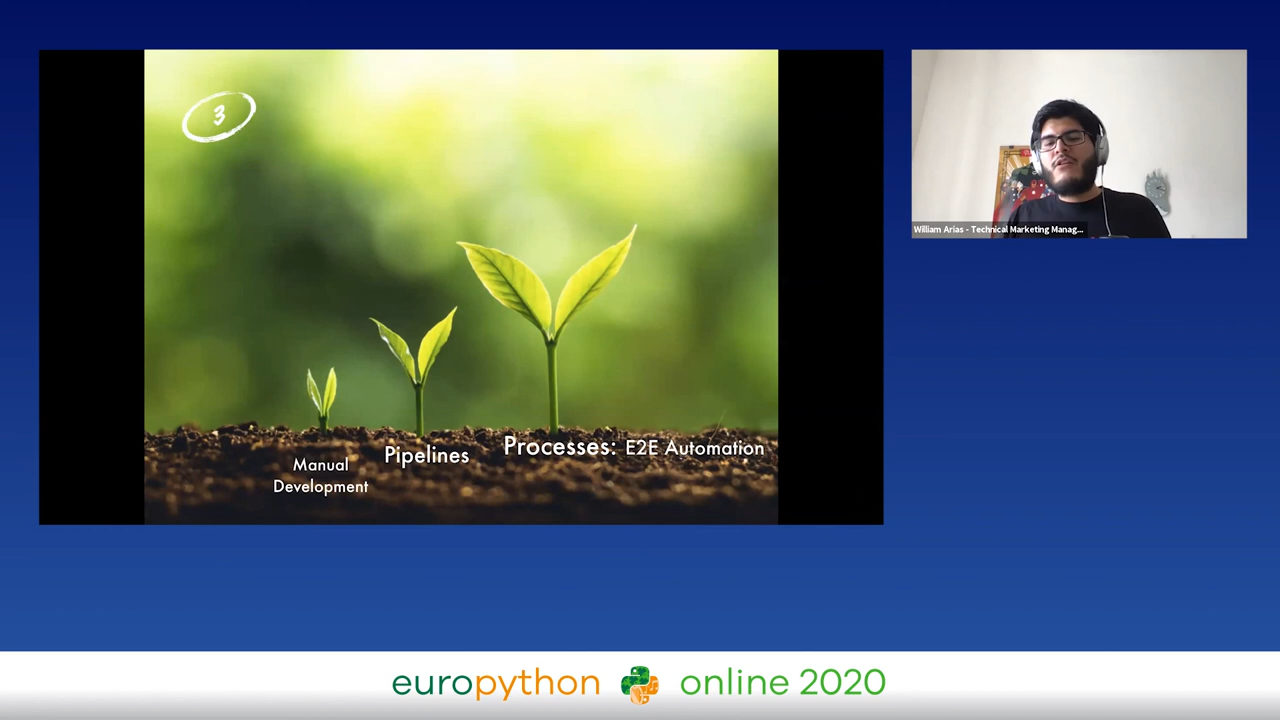 3
Manual
Development
Pipelines
Processes: E2E Automation
William Arias - Technical Marketing Manag...
europython online 2020